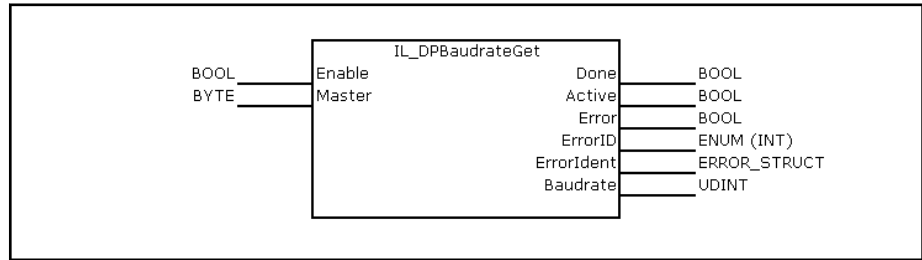 IL_DPBaudrateGet
BOOL Enable Done BOOL
BYTE Master Active BOOL
Error BOOL
ErrorID ENUM (INT)
ErrorIdent ERROR_STRUCT
Baudrate UDINT